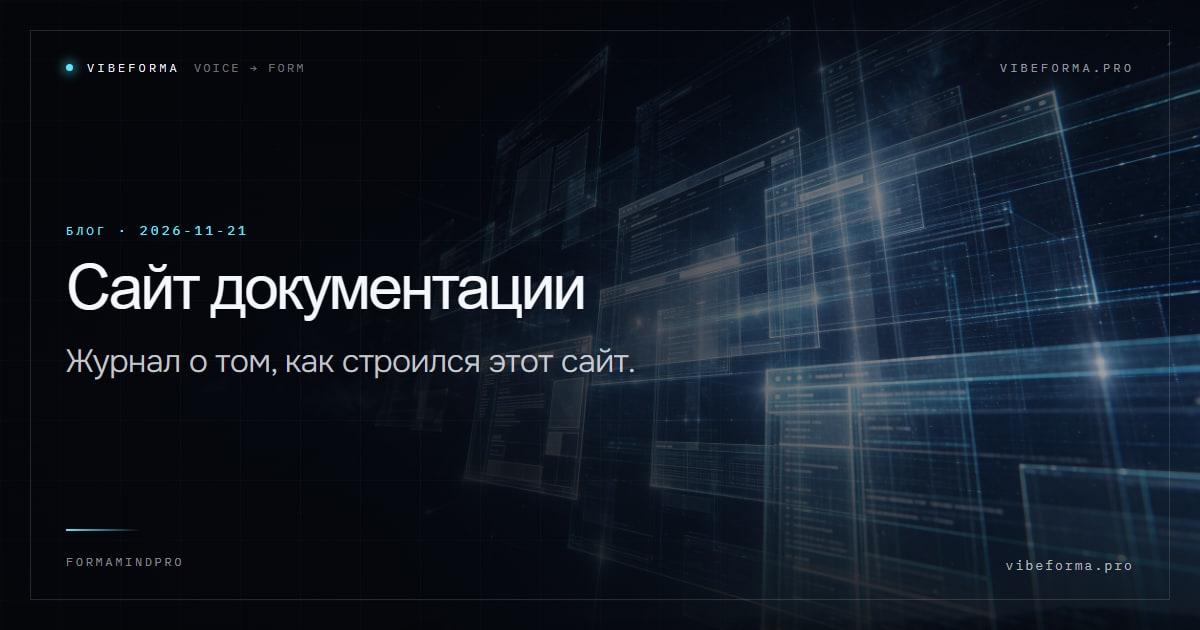 VIBEFORMA VOICE → FORM
VIBEFORMA.PRO
БЛОГ · 2026-11-21
Сайт документации
Журнал о том, как строился этот сайт.
FORMAMINDPRO
vibeforma.pro